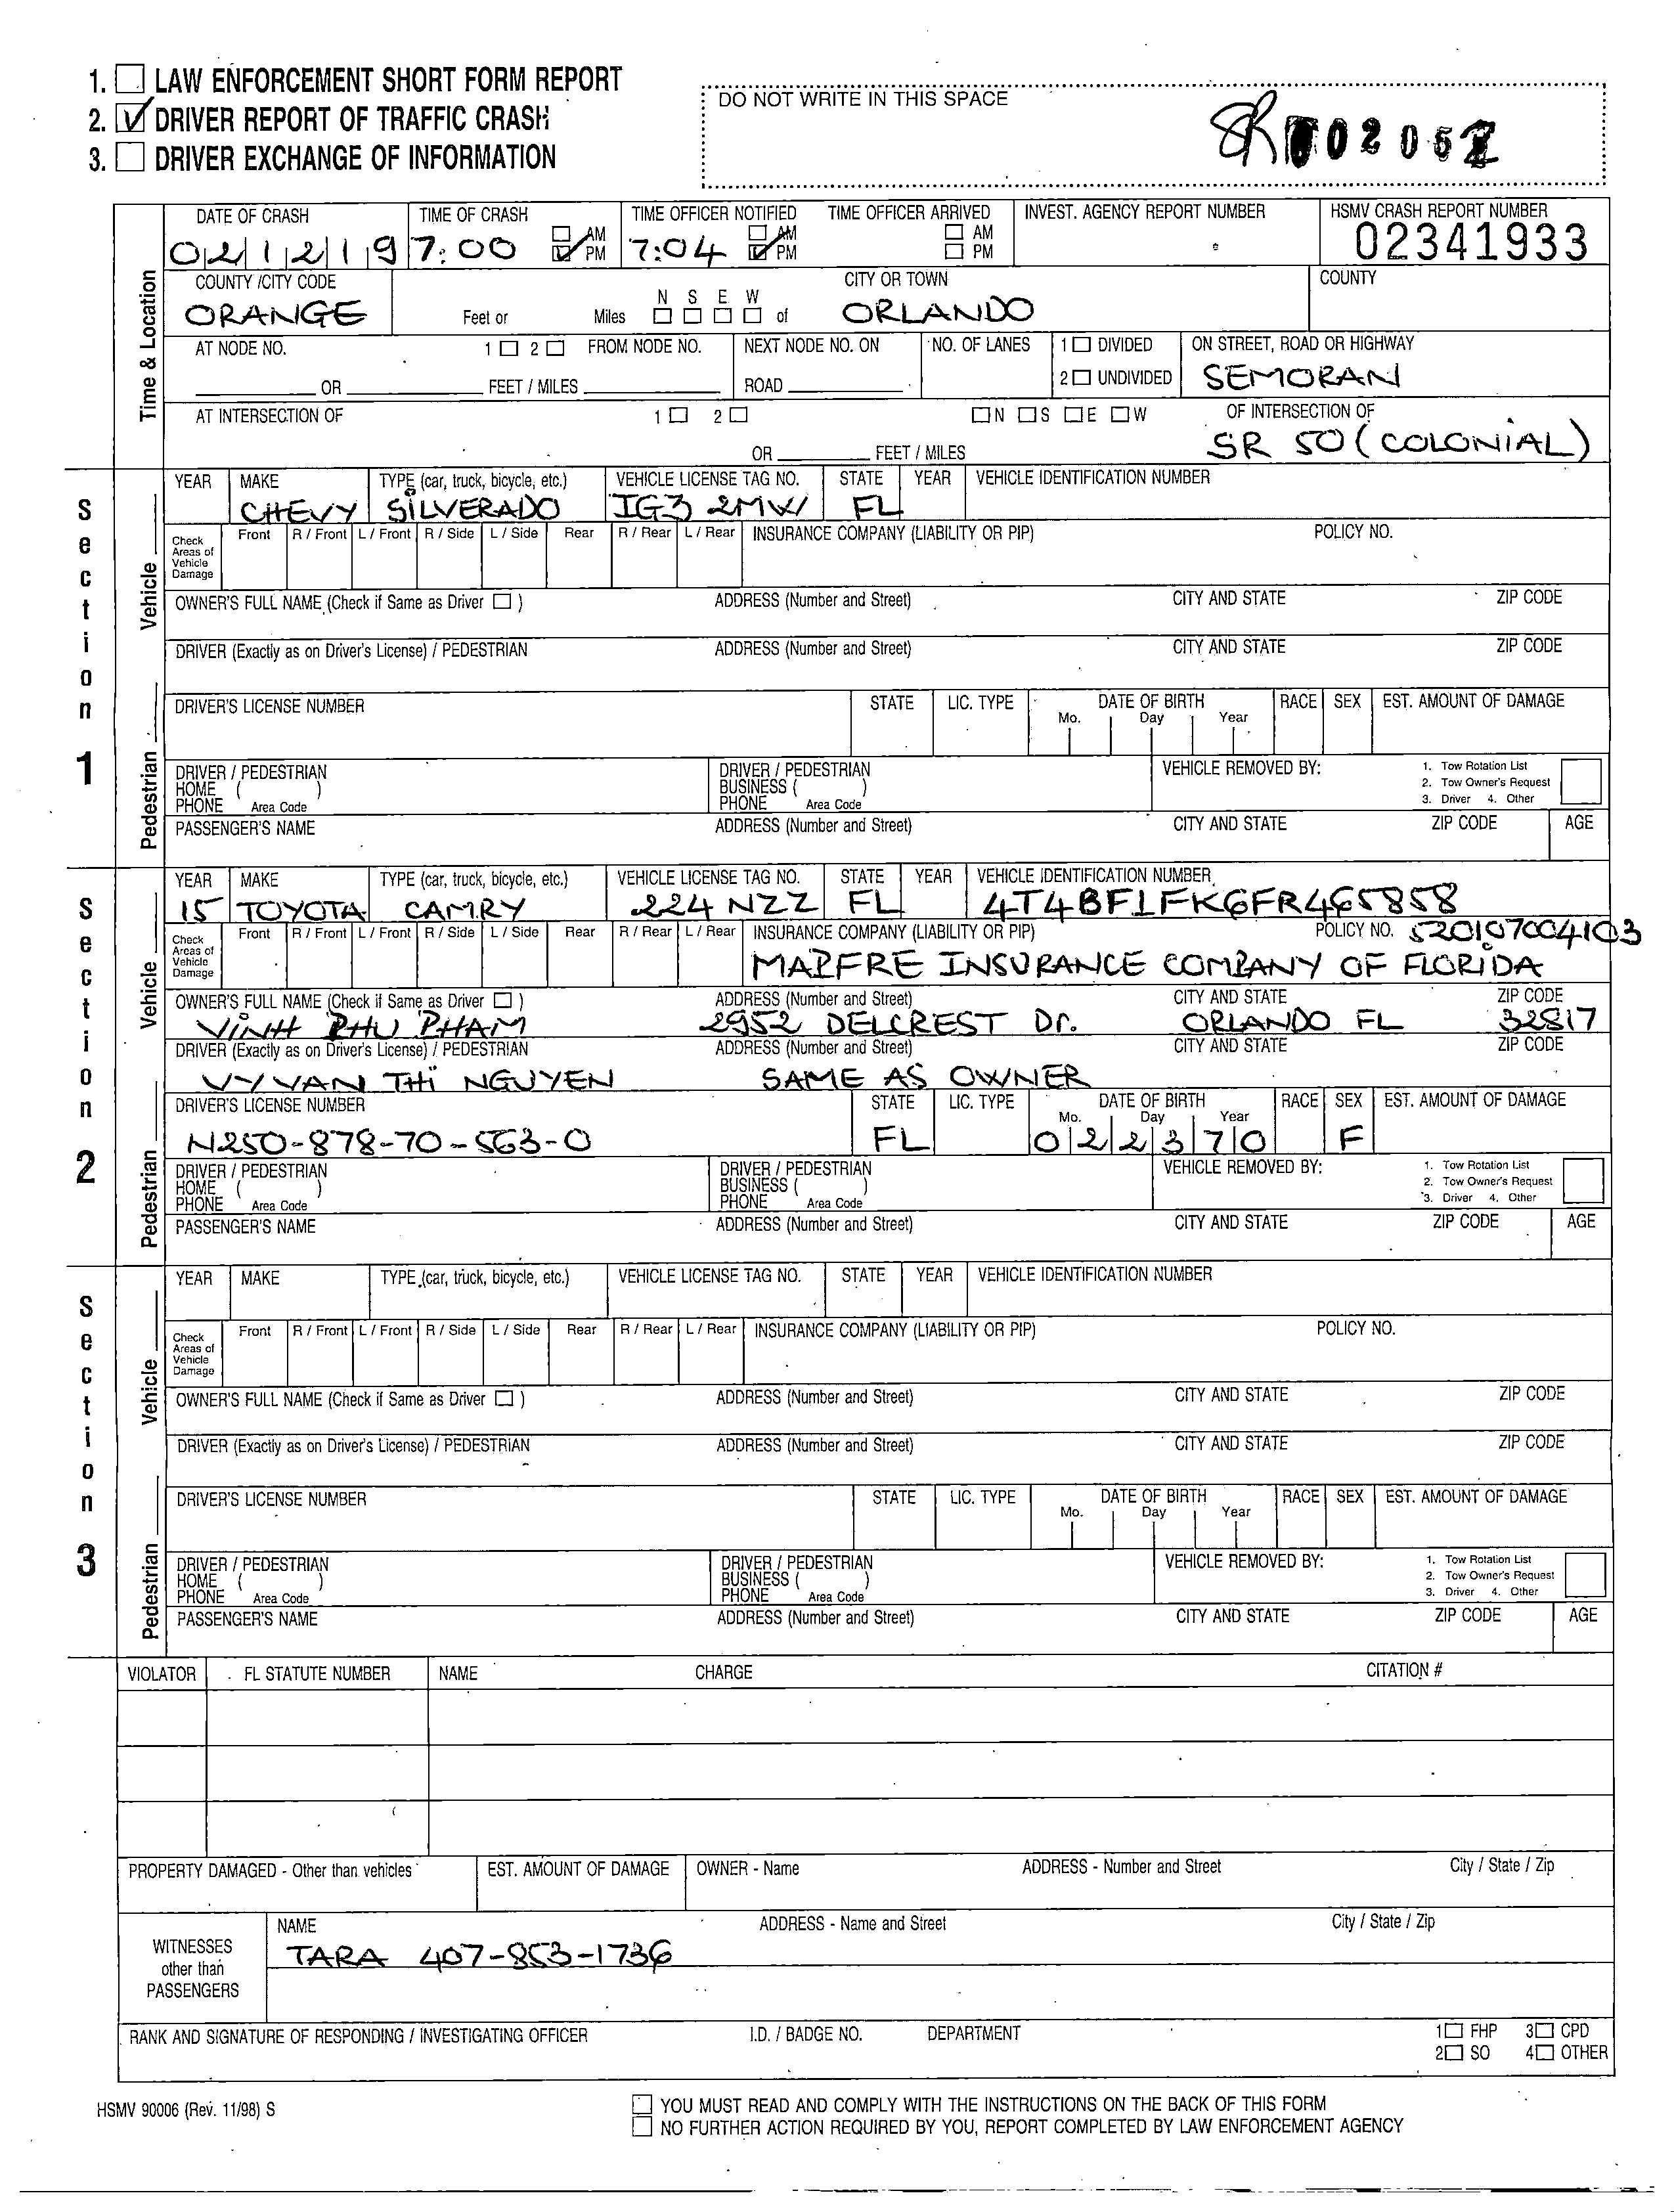 1. ☐ LAW ENFORCEMENT SHORT FORM REPORT
2. ☑ DRIVER REPORT OF TRAFFIC CRASH
3. ☐ DRIVER EXCHANGE OF INFORMATION
DO NOT WRITE IN THIS SPACE
Time & Location
DATE OF CRASH TIME OF CRASH TIME OFFICER NOTIFIED TIME OFFICER ARRIVED INVEST. AGENCY REPORT NUMBER HSMV CRASH REPORT NUMBER
02|12|19 7:00 ☐ AM ☑ PM 7:04 ☐ AM ☑ PM ☐ AM ☐ PM 02341933
COUNTY /CITY CODE CITY OR TOWN COUNTY
ORANGE Feet or Miles N S E W ☐ ☐ ☐ ☐ of ORLANDO
AT NODE NO. 1 ☐ 2 ☐ FROM NODE NO. NEXT NODE NO. ON NO. OF LANES 1 ☐ DIVIDED ON STREET, ROAD OR HIGHWAY
OR FEET / MILES ROAD 2 ☐ UNDIVIDED SEMORAN
AT INTERSECTION OF 1 ☐ 2 ☐ ☐ N ☐ S ☐ E ☐ W OF INTERSECTION OF
OR FEET / MILES SR 50 (COLONIAL)
Section 1
Vehicle
Pedestrian
YEAR MAKE TYPE (car, truck, bicycle, etc.) VEHICLE LICENSE TAG NO. STATE YEAR VEHICLE IDENTIFICATION NUMBER
CHEVY SILVERADO IG3 2MW FL
Check Areas of Vehicle Damage Front R / Front L / Front R / Side L / Side Rear R / Rear L / Rear INSURANCE COMPANY (LIABILITY OR PIP) POLICY NO.
OWNER'S FULL NAME (Check if Same as Driver ☐ ) ADDRESS (Number and Street) CITY AND STATE ZIP CODE
DRIVER (Exactly as on Driver's License) / PEDESTRIAN ADDRESS (Number and Street) CITY AND STATE ZIP CODE
DRIVER'S LICENSE NUMBER STATE LIC. TYPE DATE OF BIRTH Mo. Day Year RACE SEX EST. AMOUNT OF DAMAGE
DRIVER / PEDESTRIAN HOME PHONE ( ) Area Code DRIVER / PEDESTRIAN BUSINESS PHONE ( ) Area Code VEHICLE REMOVED BY: 1. Tow Rotation List 2. Tow Owner's Request 3. Driver 4. Other
PASSENGER'S NAME ADDRESS (Number and Street) CITY AND STATE ZIP CODE AGE
Section 2
Vehicle
Pedestrian
YEAR MAKE TYPE (car, truck, bicycle, etc.) VEHICLE LICENSE TAG NO. STATE YEAR VEHICLE IDENTIFICATION NUMBER
15 TOYOTA CAMRY 224 NZZ FL 4T4BF1FK6FR465858
Check Areas of Vehicle Damage Front R / Front L / Front R / Side L / Side Rear R / Rear L / Rear INSURANCE COMPANY (LIABILITY OR PIP) POLICY NO. 520107004103
MAPFRE INSURANCE COMPANY OF FLORIDA
OWNER'S FULL NAME (Check if Same as Driver ☐ ) ADDRESS (Number and Street) CITY AND STATE ZIP CODE
VINH PHU PHAM 2952 DELCREST Dr. ORLANDO FL 32817
DRIVER (Exactly as on Driver's License) / PEDESTRIAN ADDRESS (Number and Street) CITY AND STATE ZIP CODE
VYVAN THI NGUYEN SAME AS OWNER
DRIVER'S LICENSE NUMBER STATE LIC. TYPE DATE OF BIRTH Mo. Day Year RACE SEX EST. AMOUNT OF DAMAGE
N250-878-70-563-0 FL 0|2|2|3|7|0 F
DRIVER / PEDESTRIAN HOME PHONE ( ) Area Code DRIVER / PEDESTRIAN BUSINESS PHONE ( ) Area Code VEHICLE REMOVED BY: 1. Tow Rotation List 2. Tow Owner's Request 3. Driver 4. Other
PASSENGER'S NAME ADDRESS (Number and Street) CITY AND STATE ZIP CODE AGE
Section 3
Vehicle
Pedestrian
YEAR MAKE TYPE (car, truck, bicycle, etc.) VEHICLE LICENSE TAG NO. STATE YEAR VEHICLE IDENTIFICATION NUMBER
Check Areas of Vehicle Damage Front R / Front L / Front R / Side L / Side Rear R / Rear L / Rear INSURANCE COMPANY (LIABILITY OR PIP) POLICY NO.
OWNER'S FULL NAME (Check if Same as Driver ☐ ) ADDRESS (Number and Street) CITY AND STATE ZIP CODE
DRIVER (Exactly as on Driver's License) / PEDESTRIAN ADDRESS (Number and Street) CITY AND STATE ZIP CODE
DRIVER'S LICENSE NUMBER STATE LIC. TYPE DATE OF BIRTH Mo. Day Year RACE SEX EST. AMOUNT OF DAMAGE
DRIVER / PEDESTRIAN HOME PHONE ( ) Area Code DRIVER / PEDESTRIAN BUSINESS PHONE ( ) Area Code VEHICLE REMOVED BY: 1. Tow Rotation List 2. Tow Owner's Request 3. Driver 4. Other
PASSENGER'S NAME ADDRESS (Number and Street) CITY AND STATE ZIP CODE AGE
VIOLATOR FL STATUTE NUMBER NAME CHARGE CITATION #
PROPERTY DAMAGED - Other than vehicles EST. AMOUNT OF DAMAGE OWNER - Name ADDRESS - Number and Street City / State / Zip
WITNESSES other than PASSENGERS NAME ADDRESS - Name and Street City / State / Zip
TARA 407-853-1736
RANK AND SIGNATURE OF RESPONDING / INVESTIGATING OFFICER I.D. / BADGE NO. DEPARTMENT 1☐ FHP 3☐ CPD
2☐ SO 4☐ OTHER
HSMV 90006 (Rev. 11/98) S
☐ YOU MUST READ AND COMPLY WITH THE INSTRUCTIONS ON THE BACK OF THIS FORM
☐ NO FURTHER ACTION REQUIRED BY YOU, REPORT COMPLETED BY LAW ENFORCEMENT AGENCY